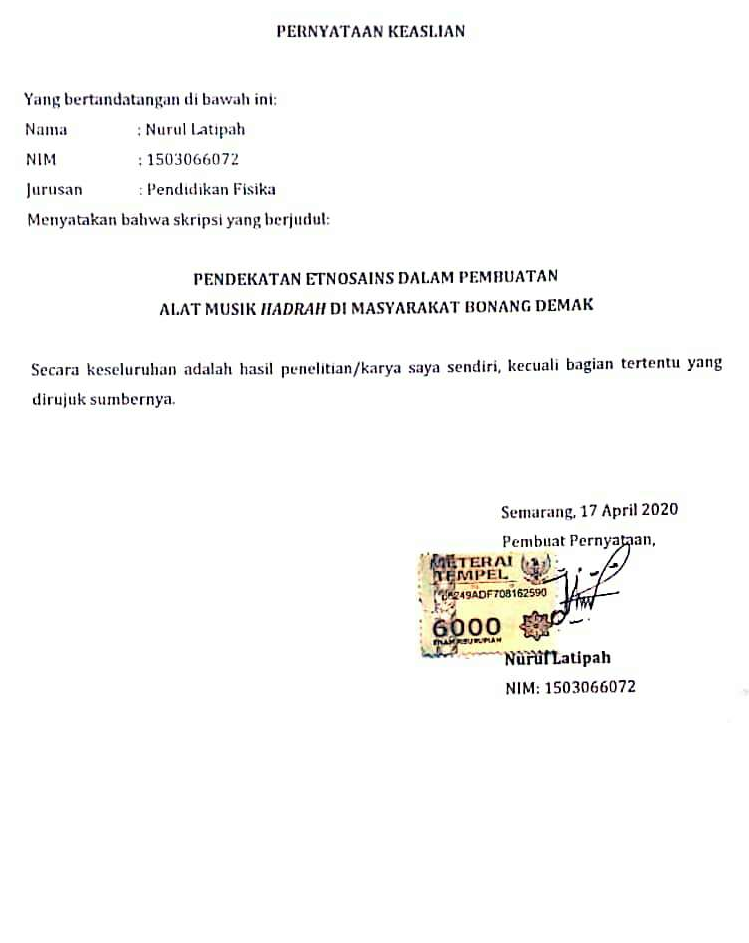 PERNYATAAN KEASLIAN
Yang bertandatangan di bawah ini:
Nama : Nurul Latipah
NIM : 1503066072
Jurusan : Pendidikan Fisika
Menyatakan bahwa skripsi yang berjudul:
PENDEKATAN ETNOSAINS DALAM PEMBUATAN
ALAT MUSIK HADRAH DI MASYARAKAT BONANG DEMAK
Secara keseluruhan adalah hasil penelitian/karya saya sendiri, kecuali bagian tertentu yang
dirujuk sumbernya.
Semarang, 17 April 2020
Pembuat Pernyataan,
METERAI
TEMPEL
6249ADF708162590
6000
ENAM RIBU RUPIAH
Nurul Latipah
NIM: 1503066072